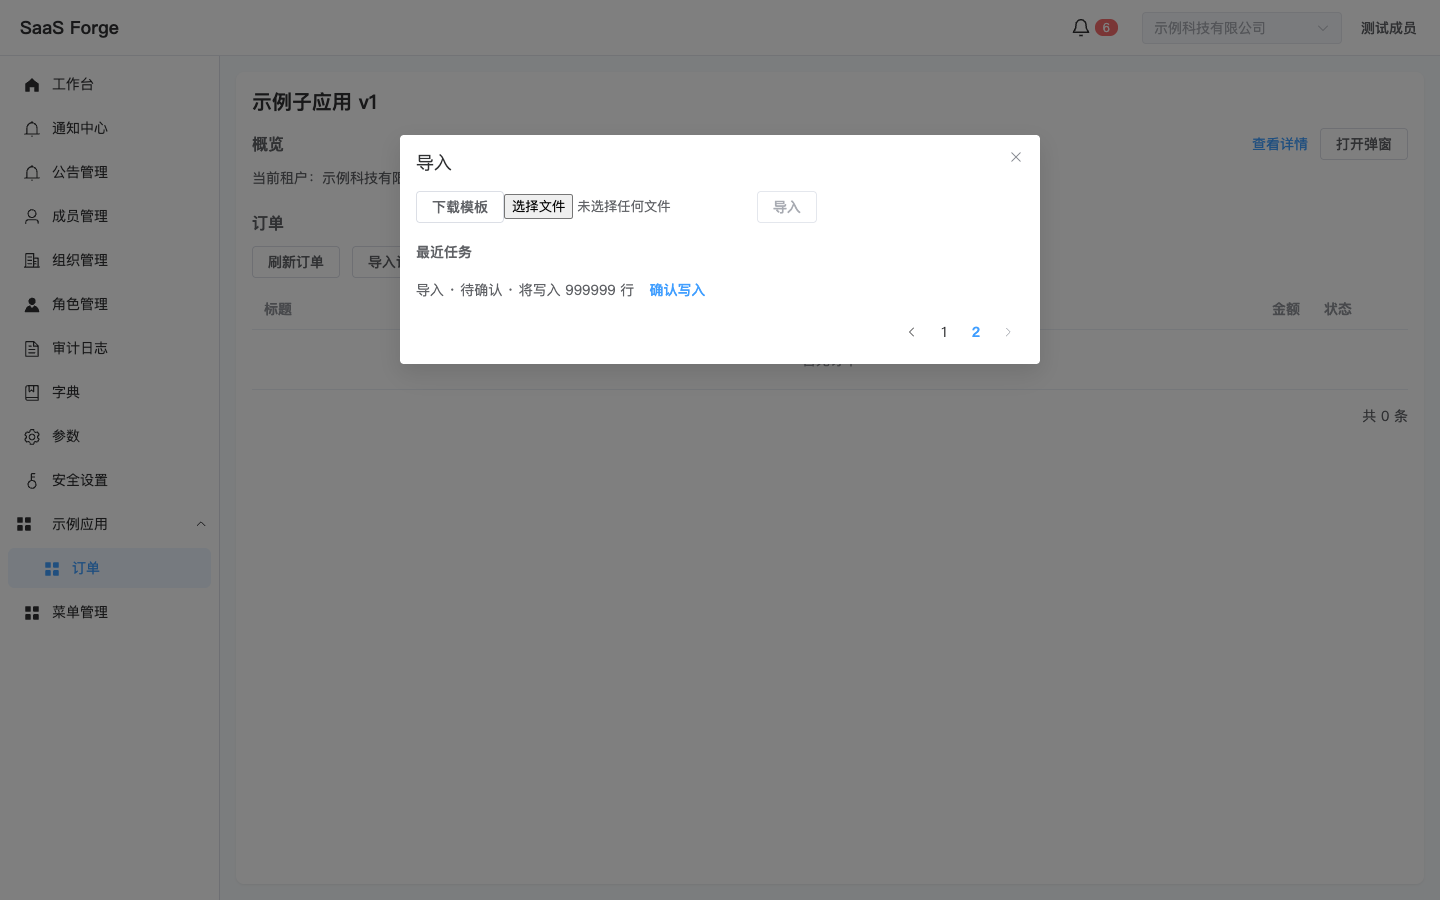 SaaS Forge
6
示例科技有限公司
测试成员
工作台
通知中心
公告管理
成员管理
组织管理
角色管理
审计日志
字典
参数
安全设置
示例应用
订单
菜单管理
示例子应用 v1
概览
查看详情
打开弹窗
当前租户：示例科技有限
订单
刷新订单
导入
标题
金额
状态
共 0 条
导入
下载模板
选择文件 未选择任何文件
导入
最近任务
导入 · 待确认 · 将写入 999999 行 确认写入
1
2